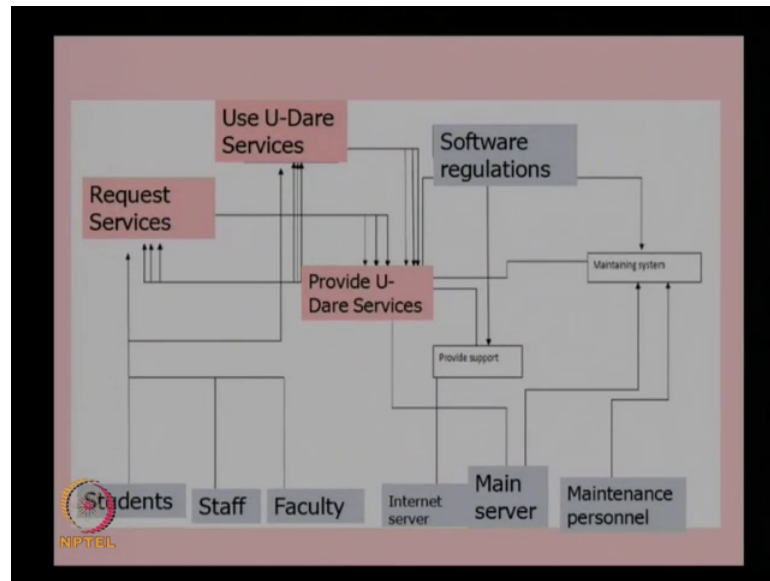 Use U-Dare
Services
Software
regulations
Request
Services
Maintaining system
Provide U-
Dare Services
Provide support
Students
Staff
Faculty
Internet
server
Main
server
Maintenance
personnel
NPTEL